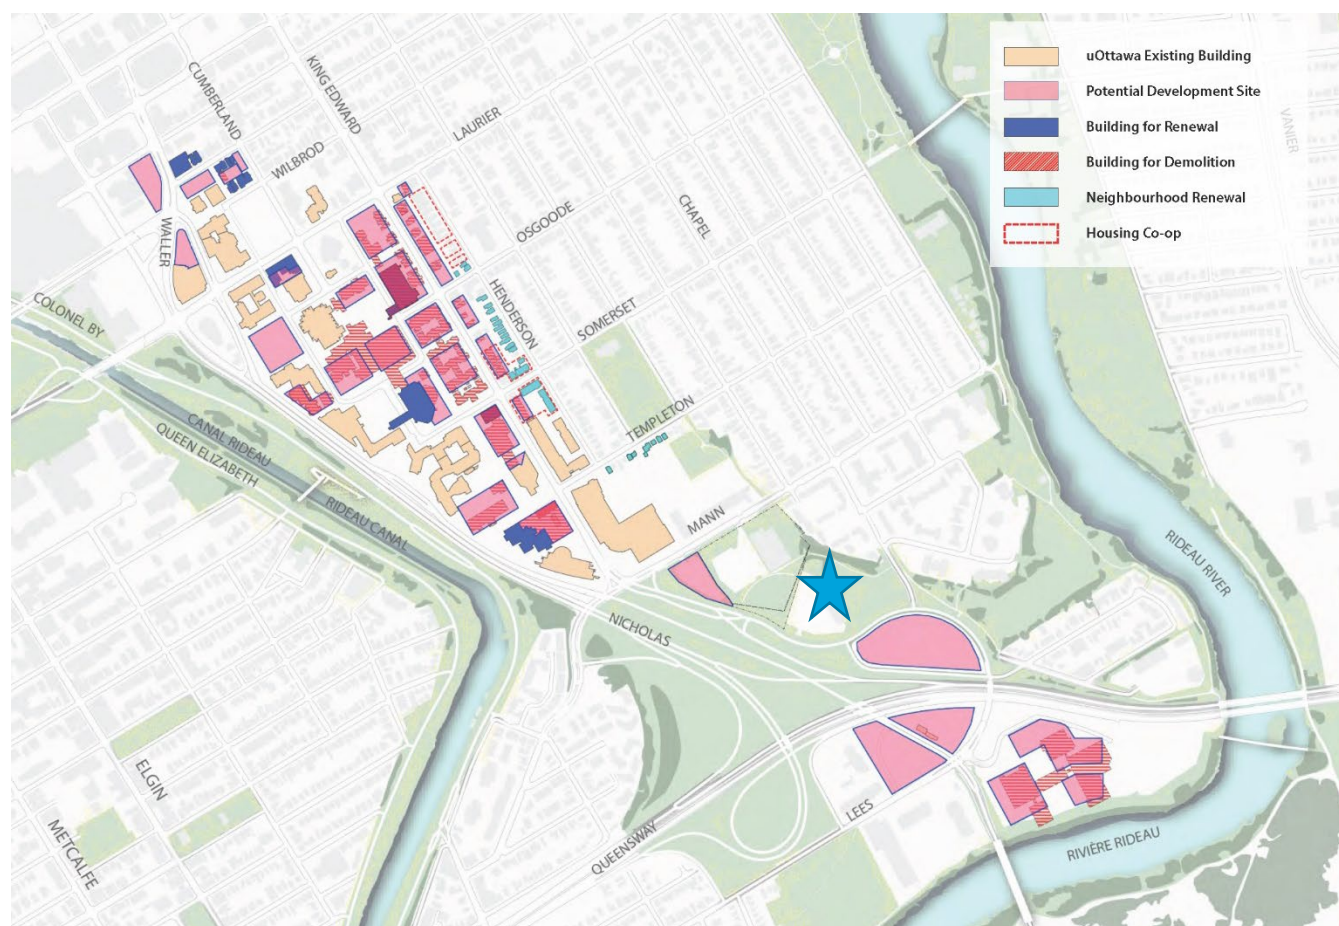 uOttawa Existing Building
Potential Development Site
Building for Renewal
Building for Demolition
Neighbourhood Renewal
Housing Co-op
CUMBERLAND
KING EDWARD
WILBROD
LAURIER
OSGOODE
CHAPEL
VANIER
WALLER
HENDERSON
SOMERSET
COLONEL BY
CANAL RIDEAU
QUEEN ELIZABETH
RIDEAU CANAL
TEMPLETON
MANN
NICHOLAS
RIDEAU RIVER
ELGIN
METCALFE
QUEENSWAY
LEES
RIVIÈRE RIDEAU